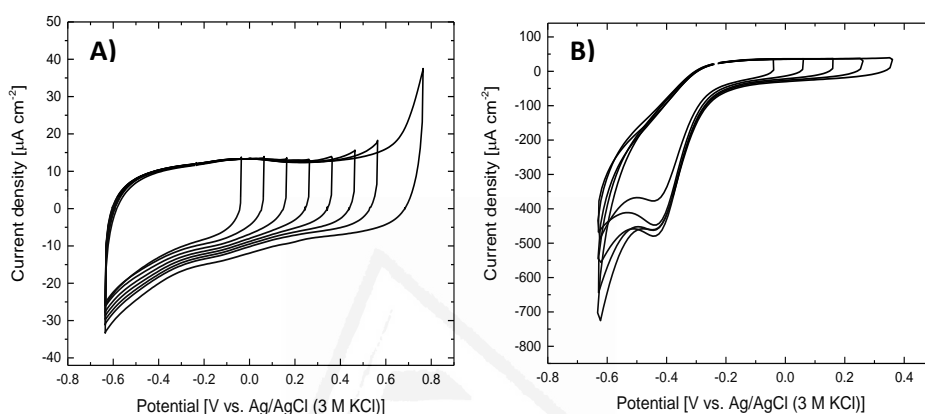 A)
50
40
30
20
10
0
-10
-20
-30
-40
-0.8 -0.6 -0.4 -0.2 0.0 0.2 0.4 0.6 0.8
Current density [µA cm-2]
Potential [V vs. Ag/AgCl (3 M KCl)]
B)
100
0
-100
-200
-300
-400
-500
-600
-700
-800
-0.8 -0.6 -0.4 -0.2 0.0 0.2 0.4
Current density [µA cm-2]
Potential [V vs. Ag/AgCl (3 M KCl)]